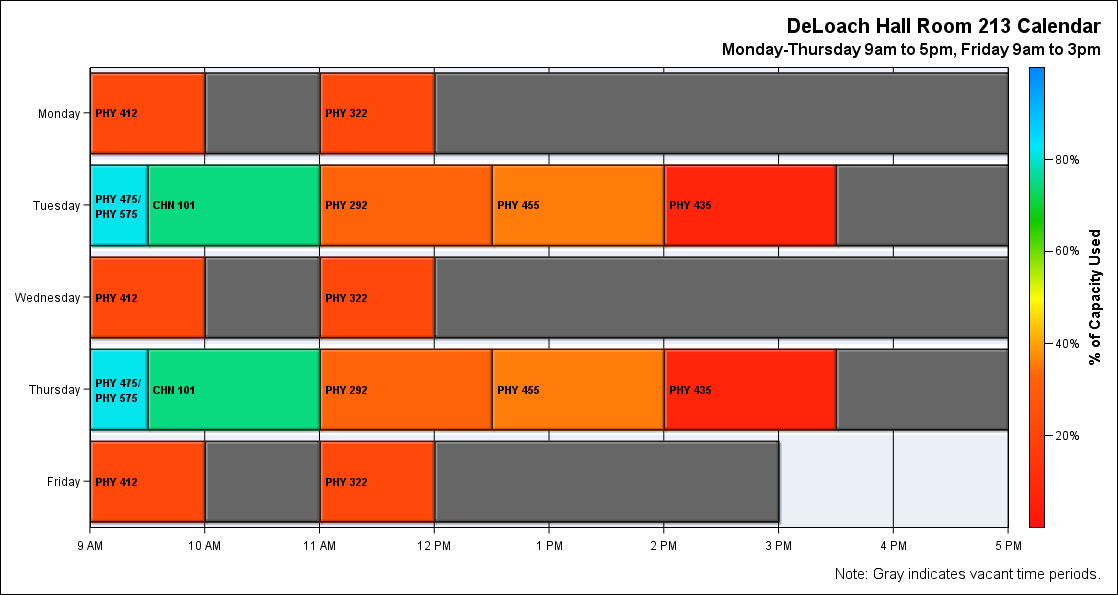 DeLoach Hall Room 213 Calendar
Monday-Thursday 9am to 5pm, Friday 9am to 3pm
Monday
PHY 412
PHY 322
Tuesday
PHY 475/
PHY 575
CHN 101
PHY 292
PHY 455
PHY 435
Wednesday
PHY 412
PHY 322
Thursday
PHY 475/
PHY 575
CHN 101
PHY 292
PHY 455
PHY 435
Friday
PHY 412
PHY 322
9 AM
10 AM
11 AM
12 PM
1 PM
2 PM
3 PM
4 PM
5 PM
80%
60%
40%
20%
% of Capacity Used
Note: Gray indicates vacant time periods.